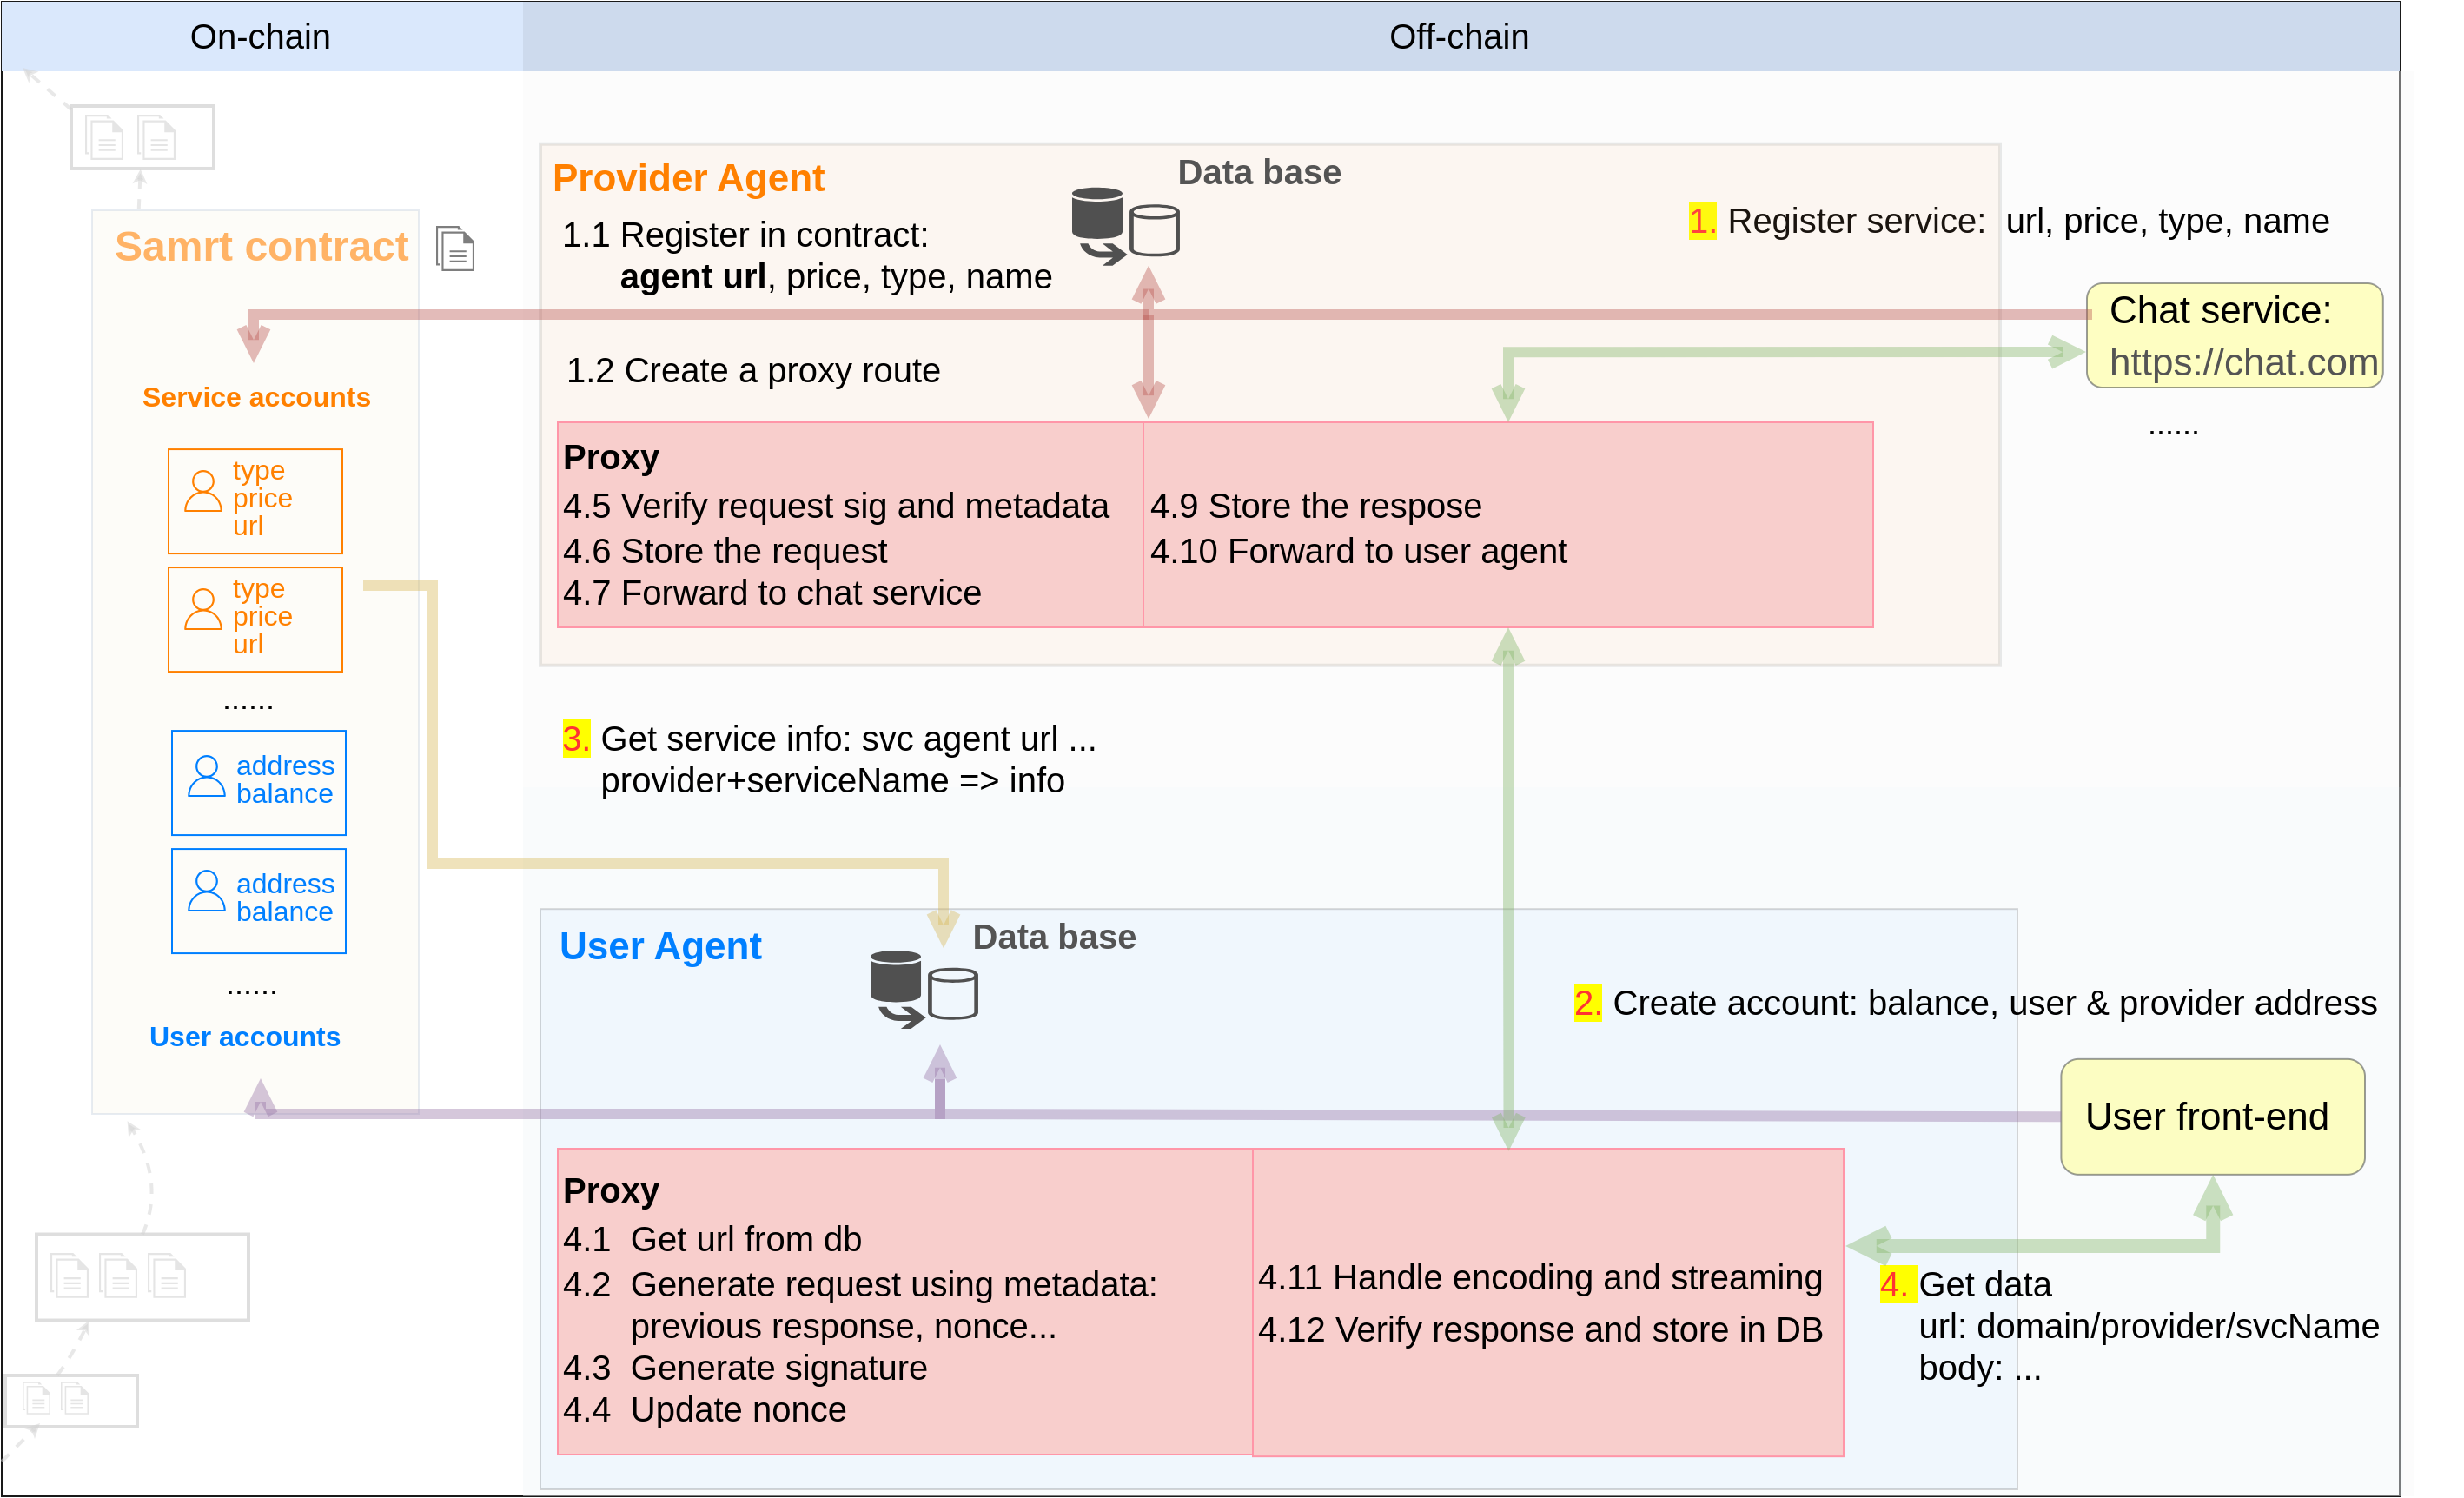 On-chain
Off-chain
Samrt contract
Service accounts
type
price
url
type
price
url
......
address
balance
address
balance
......
User accounts
Provider Agent
Data base
1.1 Register in contract:
agent url, price, type, name
1.2 Create a proxy route
1. Register service:  url, price, type, name
Chat service:
https://chat.com
......
Proxy
4.5 Verify request sig and metadata
4.6 Store the request
4.7 Forward to chat service
4.9 Store the respose
4.10 Forward to user agent
3. Get service info: svc agent url ...
provider+serviceName => info
User Agent
Data base
2. Create account: balance, user & provider address
User front-end
Proxy
4.1  Get url from db
4.2  Generate request using metadata:
previous response, nonce...
4.3  Generate signature
4.4  Update nonce
4.11 Handle encoding and streaming
4.12 Verify response and store in DB
4. Get data
url: domain/provider/svcName
body: ...